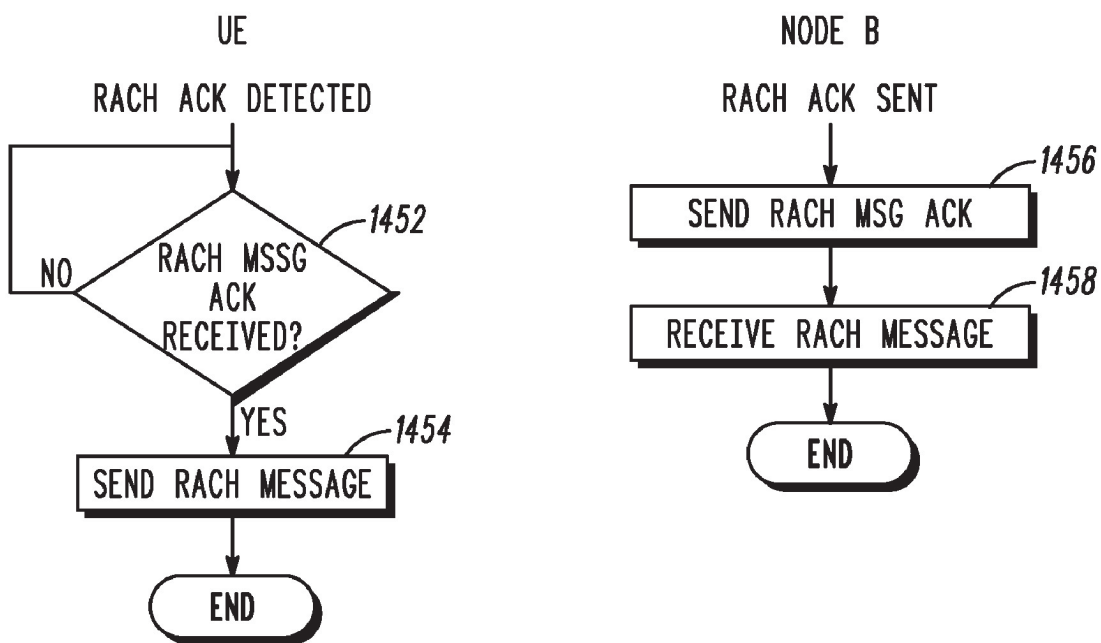 UE
RACH ACK DETECTED
1452
RACH MSSG
ACK
RECEIVED?
NO
YES
1454
SEND RACH MESSAGE
END
NODE B
RACH ACK SENT
1456
SEND RACH MSG ACK
1458
RECEIVE RACH MESSAGE
END